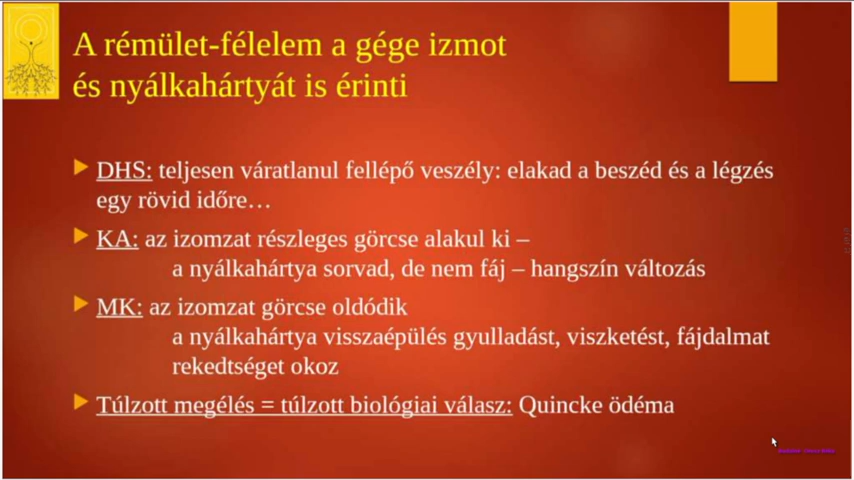 A rémület-félelem a gége izmot
és nyálkahártyát is érinti
DHS: teljesen váratlanul fellépő veszély: elakad a beszéd és a légzés
egy rövid időre…
KA: az izomzat részleges görcse alakul ki –
a nyálkahártya sorvad, de nem fáj – hangszín változás
MK: az izomzat görcse oldódik
a nyálkahártya visszaépülés gyulladást, viszketést, fájdalmat
rekedtséget okoz
Túlzott megélés = túlzott biológiai válasz: Quincke ödéma